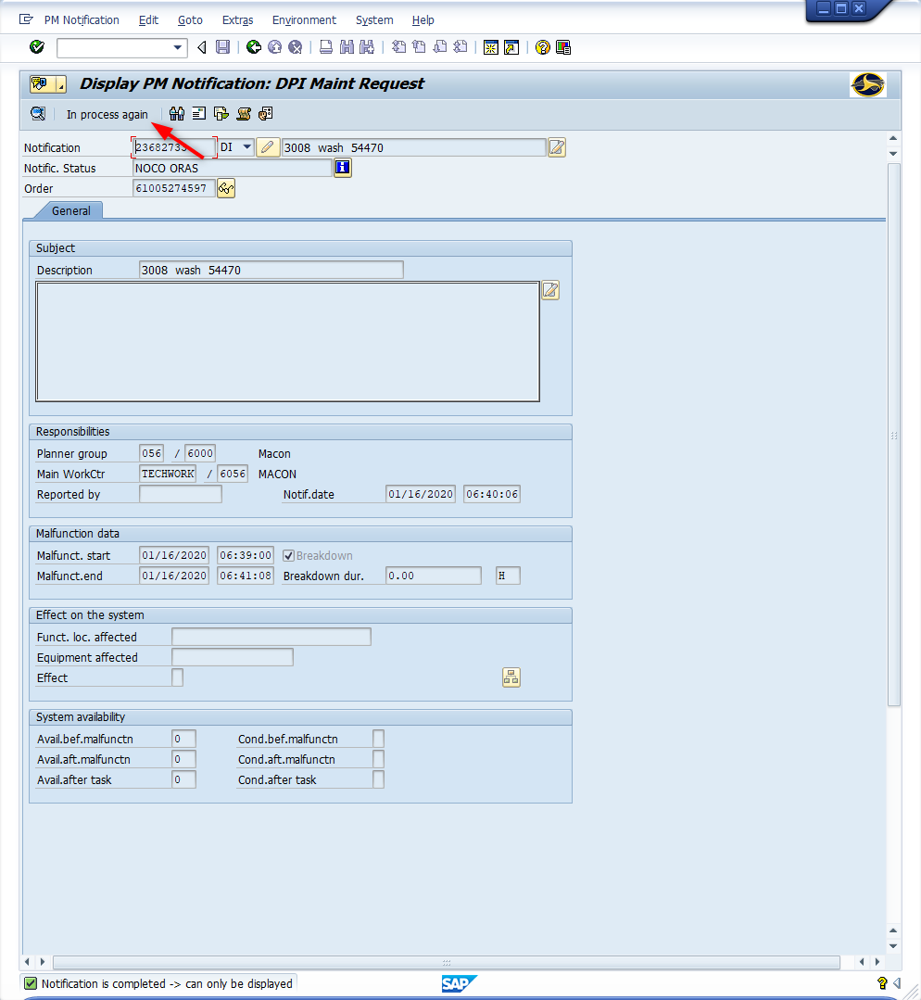 PM Notification Edit Goto Extras Environment System Help
Display PM Notification: DPI Maint Request
In process again
Notification DI 3008 wash 54470
Notific. Status NOCO ORAS
Order 61005274597
General
Subject
Description 3008 wash 54470
Responsibilities
Planner group 056 / 6000 Macon
Main WorkCtr TECHWORK / 6056 MACON
Reported by Notif.date 01/16/2020 06:40:06
Malfunction data
Malfunct. start 01/16/2020 06:39:00 Breakdown
Malfunct.end 01/16/2020 06:41:08 Breakdown dur. 0.00 H
Effect on the system
Funct. loc. affected
Equipment affected
Effect
System availability
Avail.bef.malfunctn 0 Cond.bef.malfunctn
Avail.aft.malfunctn 0 Cond.aft.malfunctn
Avail.after task 0 Cond.after task
Notification is completed -> can only be displayed SAP